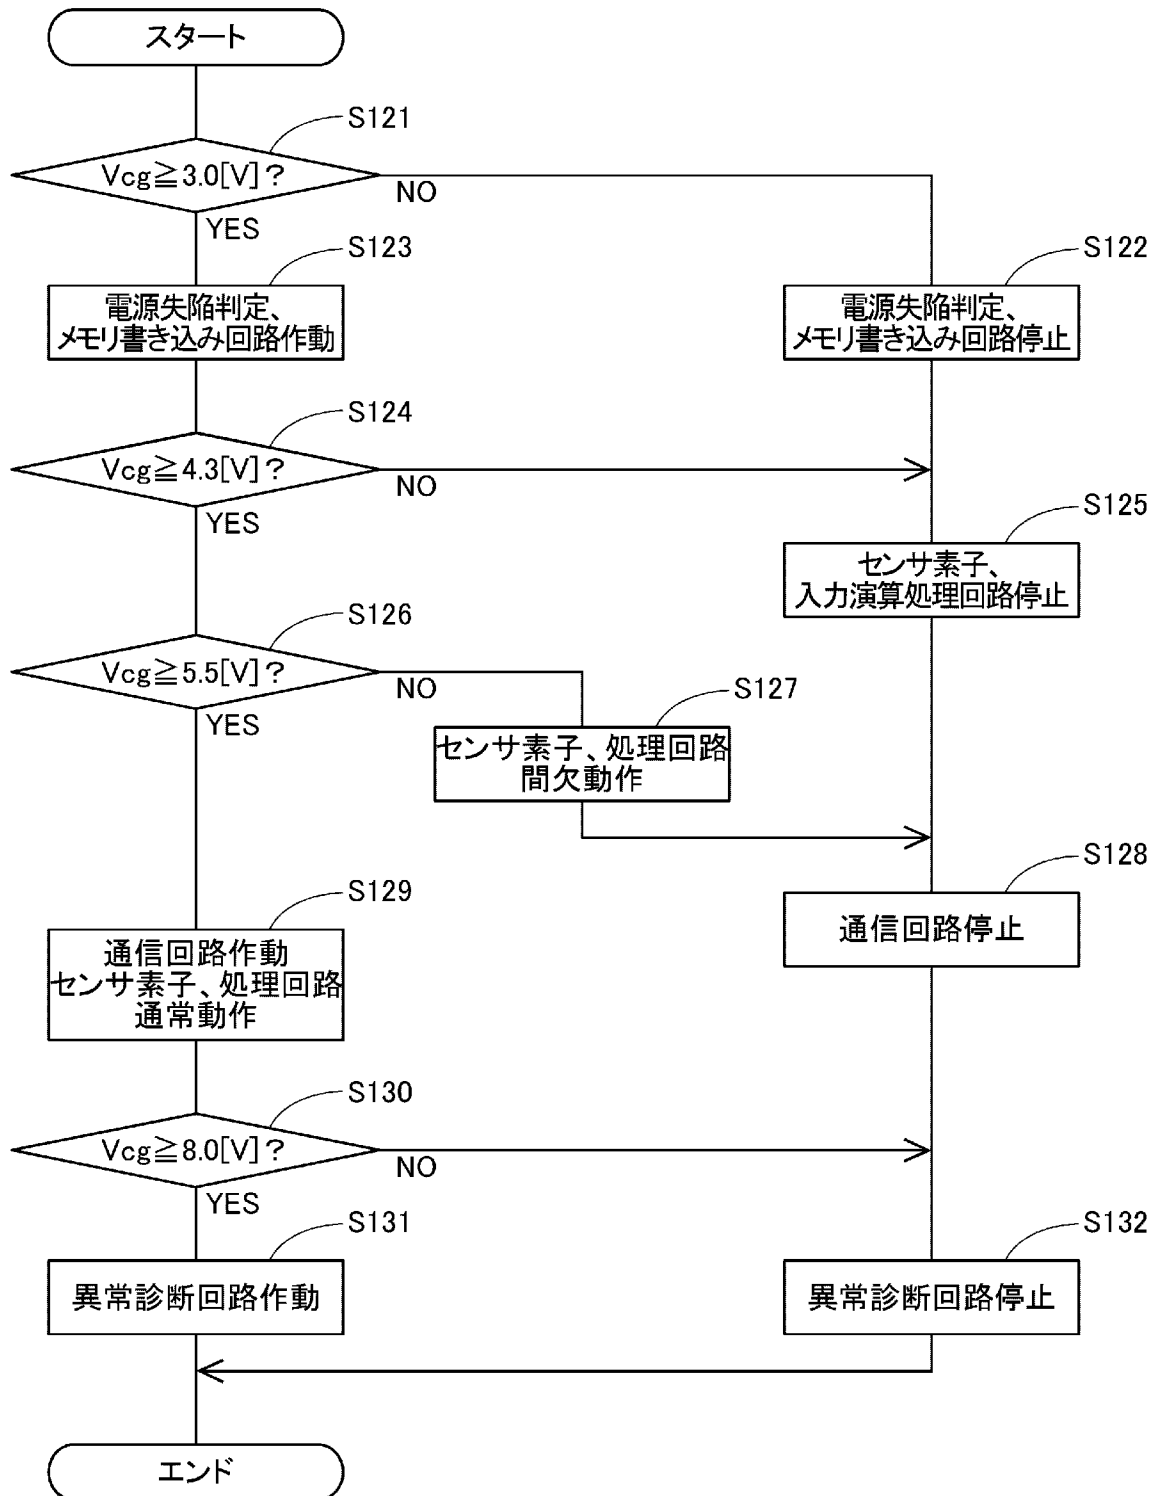 スタート
S121
Vcg≧3.0[V]?
NO
YES
S123
電源失陥判定、
メモリ書き込み回路作動
S122
電源失陥判定、
メモリ書き込み回路停止
S124
Vcg≧4.3[V]?
NO
YES
S125
センサ素子、
入力演算処理回路停止
S126
Vcg≧5.5[V]?
NO
YES
S127
センサ素子、処理回路
間欠動作
S128
通信回路停止
S129
通信回路作動
センサ素子、処理回路
通常動作
S130
Vcg≧8.0[V]?
NO
YES
S131
異常診断回路作動
S132
異常診断回路停止
エンド